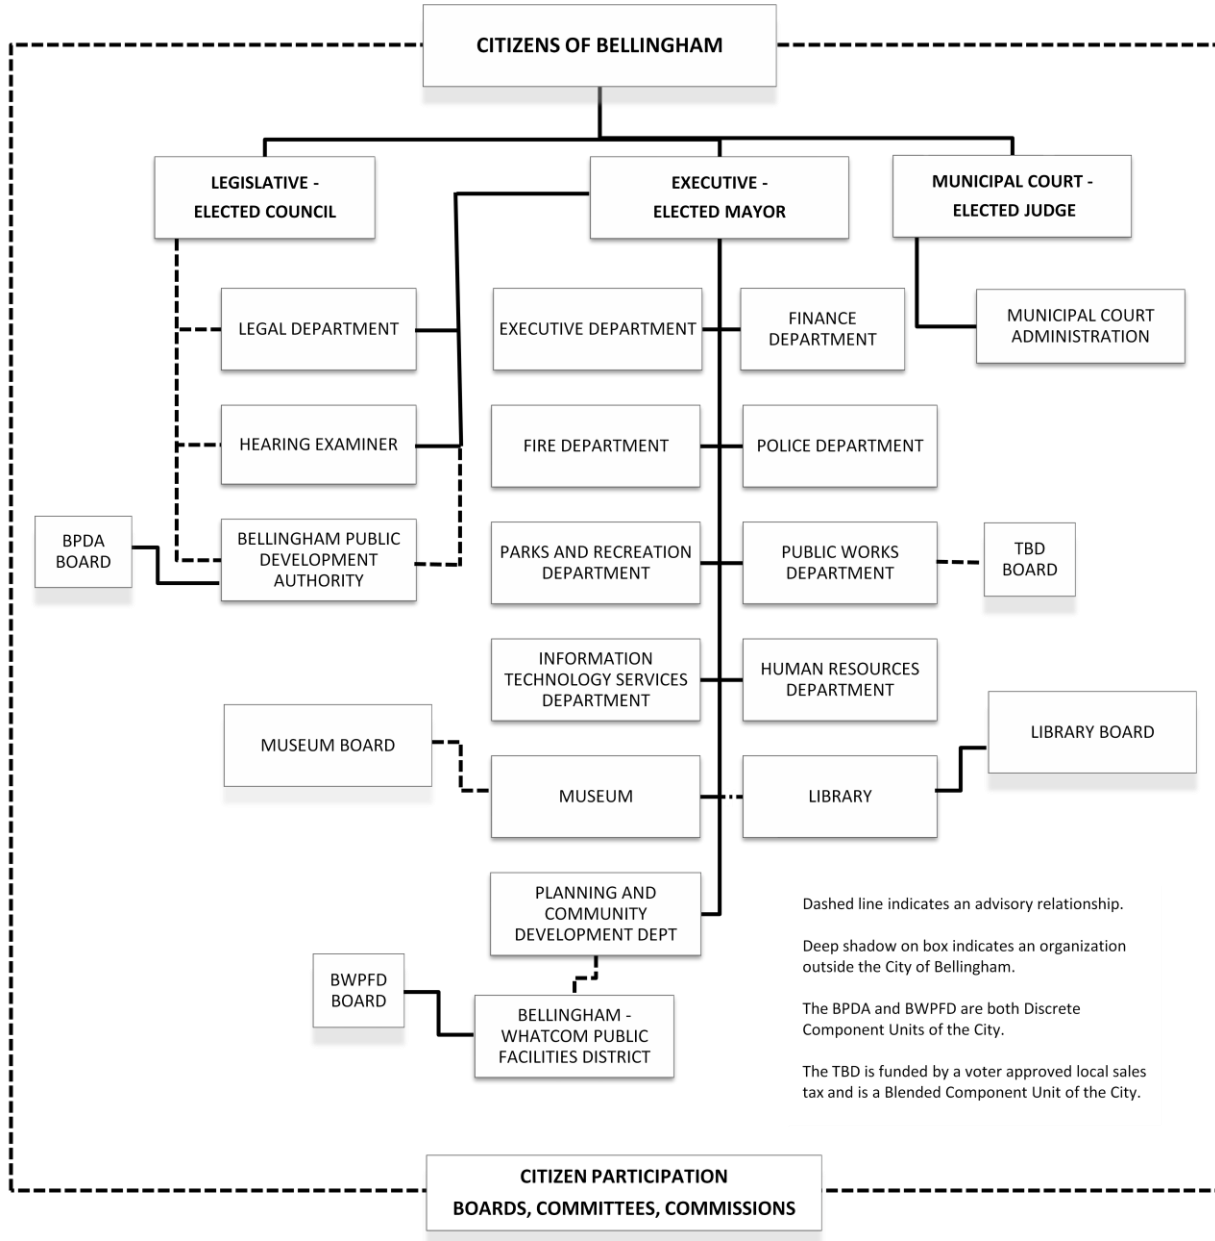 CITIZENS OF BELLINGHAM
LEGISLATIVE -
ELECTED COUNCIL
EXECUTIVE -
ELECTED MAYOR
MUNICIPAL COURT -
ELECTED JUDGE
LEGAL DEPARTMENT
EXECUTIVE DEPARTMENT
FINANCE
DEPARTMENT
MUNICIPAL COURT
ADMINISTRATION
HEARING EXAMINER
FIRE DEPARTMENT
POLICE DEPARTMENT
BPDA
BOARD
BELLINGHAM PUBLIC
DEVELOPMENT
AUTHORITY
PARKS AND RECREATION
DEPARTMENT
PUBLIC WORKS
DEPARTMENT
TBD
BOARD
INFORMATION
TECHNOLOGY SERVICES
DEPARTMENT
HUMAN RESOURCES
DEPARTMENT
MUSEUM BOARD
LIBRARY BOARD
MUSEUM
LIBRARY
PLANNING AND
COMMUNITY
DEVELOPMENT DEPT
BWPFD
BOARD
BELLINGHAM -
WHATCOM PUBLIC
FACILITIES DISTRICT
Dashed line indicates an advisory relationship.
Deep shadow on box indicates an organization
outside the City of Bellingham.
The BPDA and BWPFD are both Discrete
Component Units of the City.
The TBD is funded by a voter approved local sales
tax and is a Blended Component Unit of the City.
CITIZEN PARTICIPATION
BOARDS, COMMITTEES, COMMISSIONS